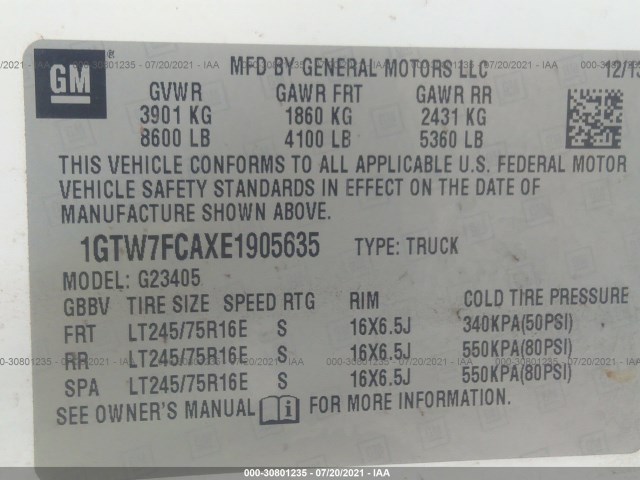 GM ®
MFD BY GENERAL MOTORS LLC 12/1
GVWR GAWR FRT GAWR RR
3901 KG 1860 KG 2431 KG
8600 LB 4100 LB 5360 LB
THIS VEHICLE CONFORMS TO ALL APPLICABLE U.S. FEDERAL MOTOR
VEHICLE SAFETY STANDARDS IN EFFECT ON THE DATE OF
MANUFACTURE SHOWN ABOVE.
1GTW7FCAXE1905635 TYPE: TRUCK
MODEL: G23405
GBBV TIRE SIZE SPEED RTG RIM COLD TIRE PRESSURE
FRT LT245/75R16E S 16X6.5J 340KPA(50PSI)
RR LT245/75R16E S 16X6.5J 550KPA(80PSI)
SPA LT245/75R16E S 16X6.5J 550KPA(80PSI)
SEE OWNER'S MANUAL i FOR MORE INFORMATION.
000-30801235 - 07/20/2021 - IAA